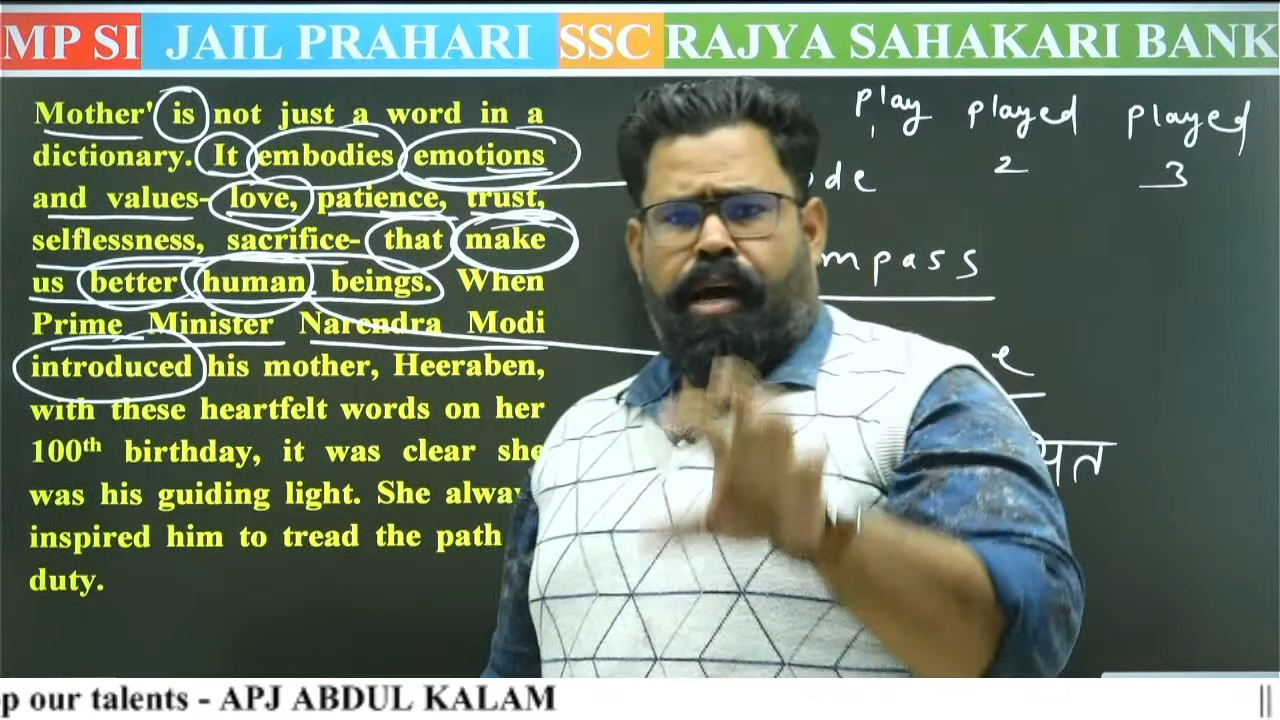 MP SI JAIL PRAHARI SSC RAJYA SAHAKARI BANK
Mother' is not just a word in a
dictionary. It embodies emotions
and values- love, patience, trust,
selflessness, sacrifice- that make
us better human beings. When
Prime Minister Narendra Modi
introduced his mother, Heeraben,
with these heartfelt words on her
100th birthday, it was clear she
was his guiding light. She
inspired him to tread the path
duty.
play played played
1 2 3
our talents - APJ ABDUL KALAM
||